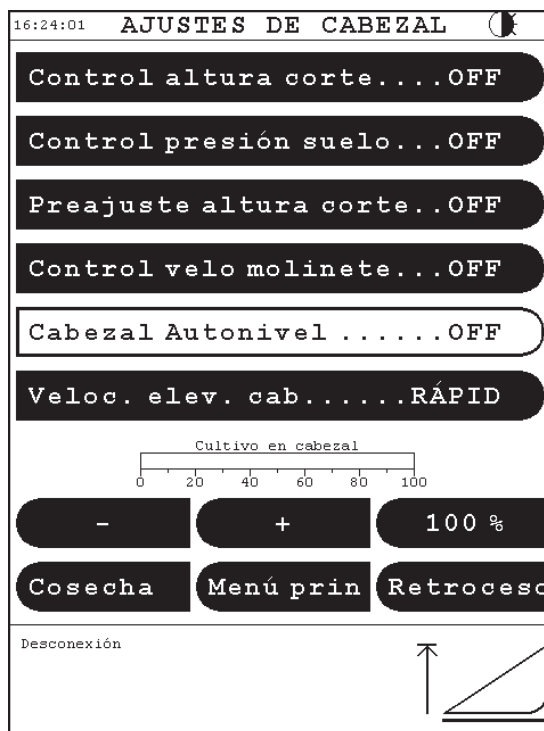 16:24:01 AJUSTES DE CABEZAL
Control altura corte....OFF
Control presión suelo...OFF
Preajuste altura corte..OFF
Control velo molinete...OFF
Cabezal Autonivel ......OFF
Veloc. elev. cab......RÁPID
Cultivo en cabezal
0 20 40 60 80 100
- + 100 %
Cosecha Menú prin Retroceso
Desconexión